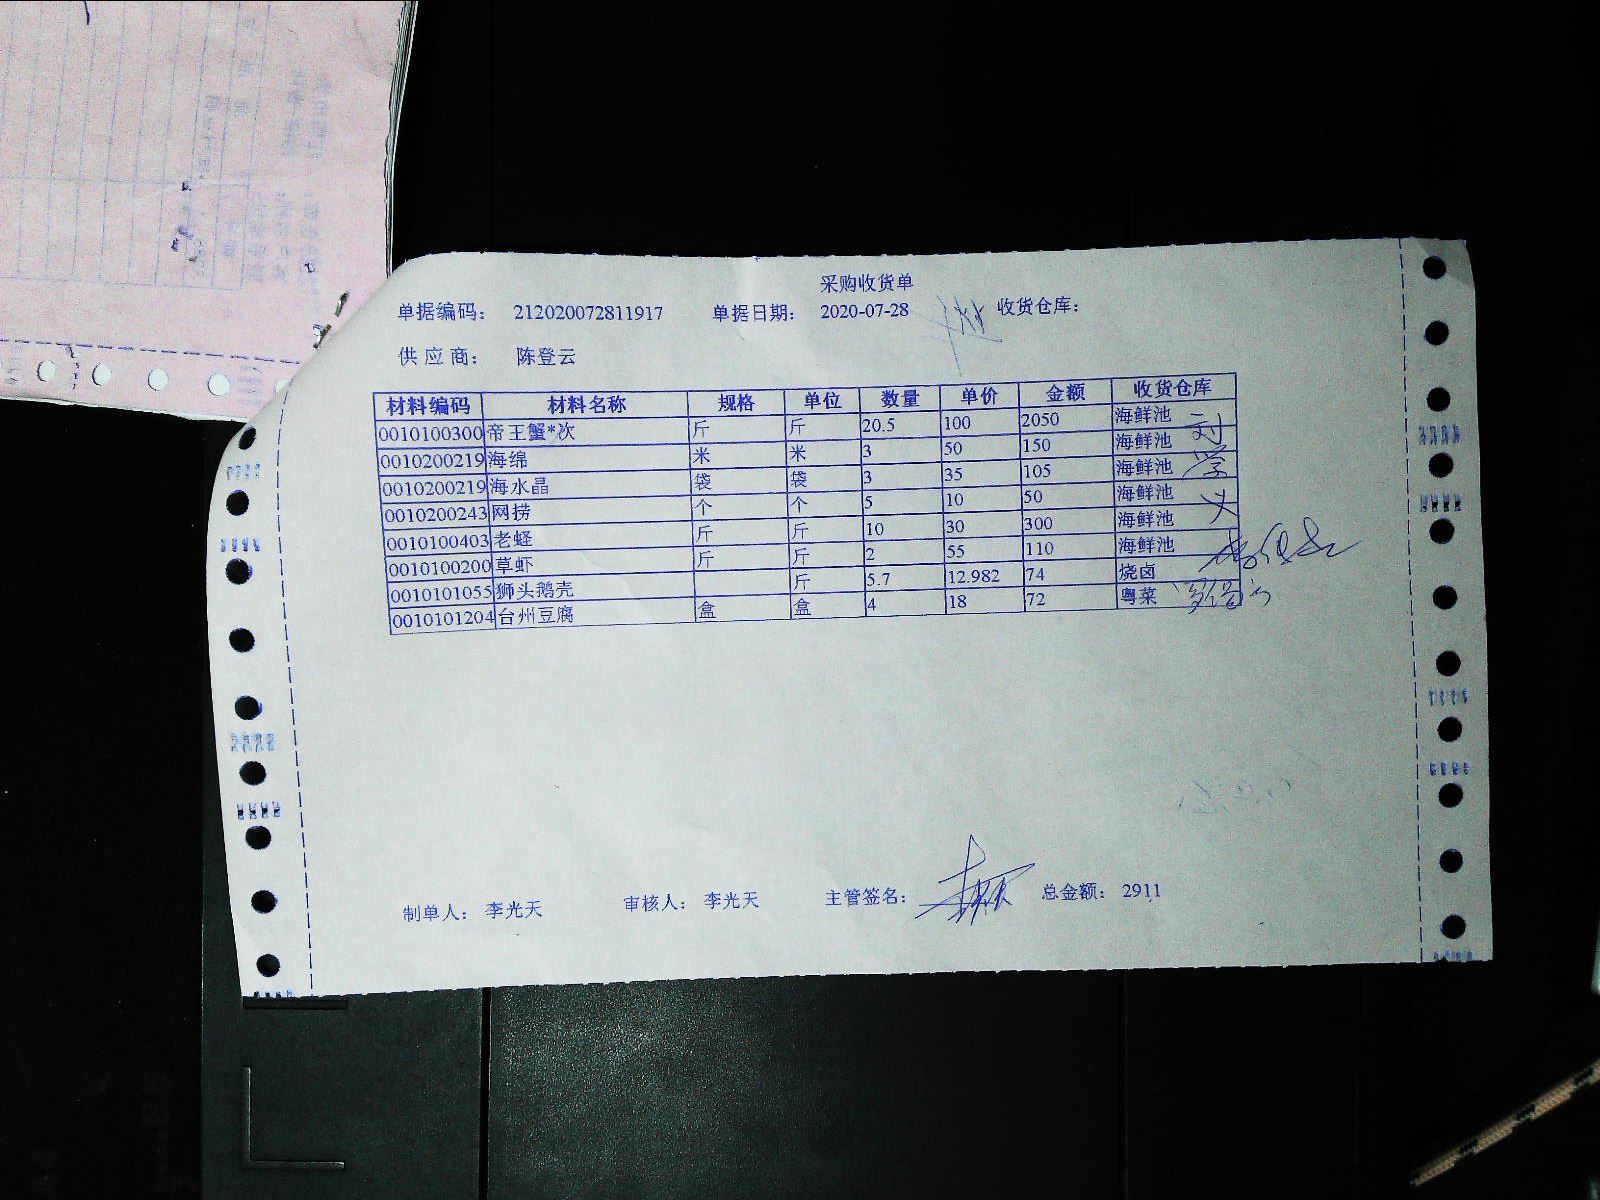 采购收货单
单据编码： 212020072811917 单据日期： 2020-07-28 收货仓库：
供 应 商： 陈登云
材料编码 材料名称 规格 单位 数量 单价 金额 收货仓库
0010100300 帝王蟹*次 斤 斤 20.5 100 2050 海鲜池
0010200219 海绵 米 米 3 50 150 海鲜池
0010200219 海水晶 袋 袋 3 35 105 海鲜池
0010200243 网捞 个 个 5 10 50 海鲜池
0010100403 老蛏 斤 斤 10 30 300 海鲜池
0010100200 草虾 斤 斤 2 55 110 海鲜池
0010101055 狮头鹅壳 斤 5.7 12.982 74 烧卤
0010101204 台州豆腐 盒 盒 4 18 72 粤菜
制单人： 李光天 审核人： 李光天 主管签名： 总金额： 2911